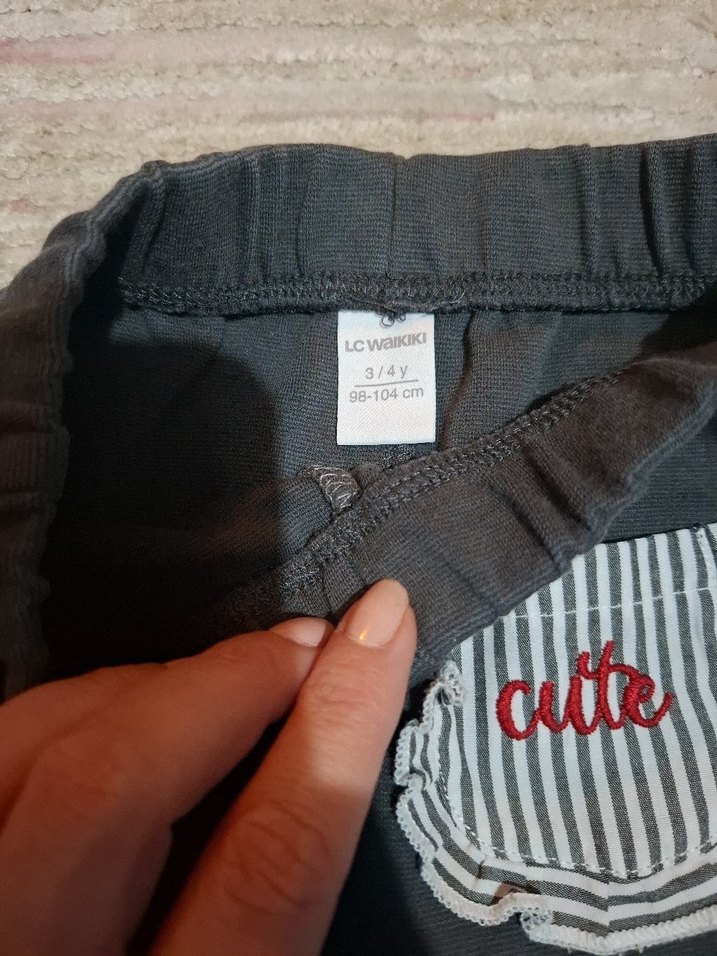 LC WAIKIKI
3 / 4 y
98-104 cm
cute